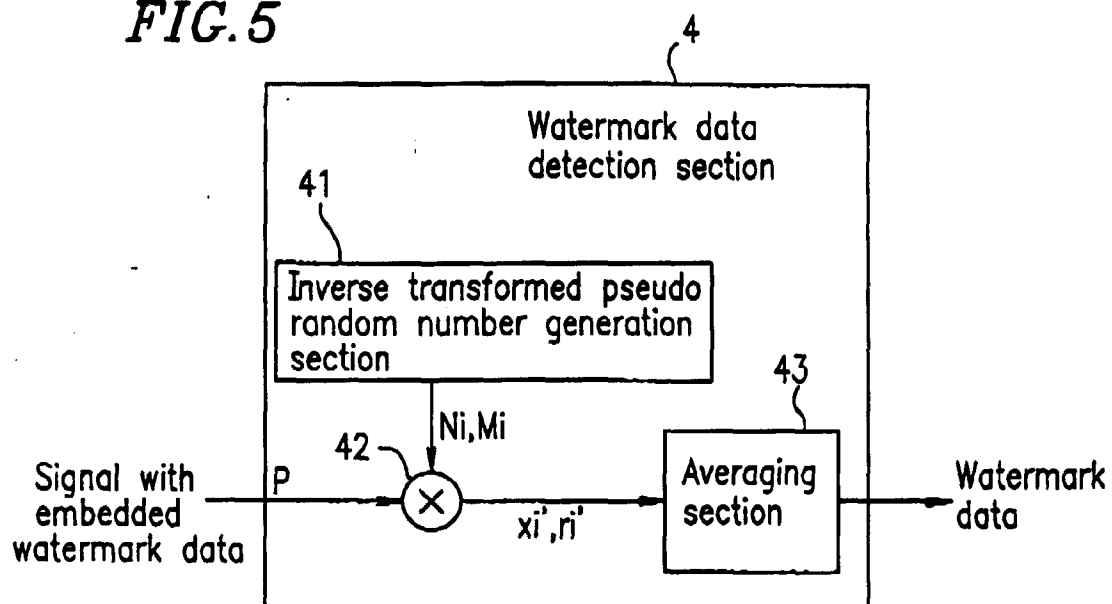 FIG.5
4
Watermark data
detection section
41
Inverse transformed pseudo
random number generation
section
Ni,Mi
43
42
Signal with
embedded
watermark data
P
×
xi',ri'
Averaging
section
Watermark
data